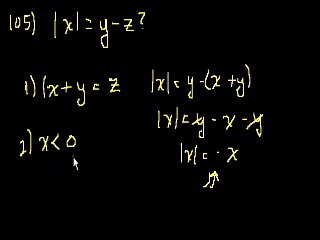 105) |x| = y - z?
1) x + y = z
|x| = y - (x + y)
|x| = y - x - y
2) x < 0
|x| = - x